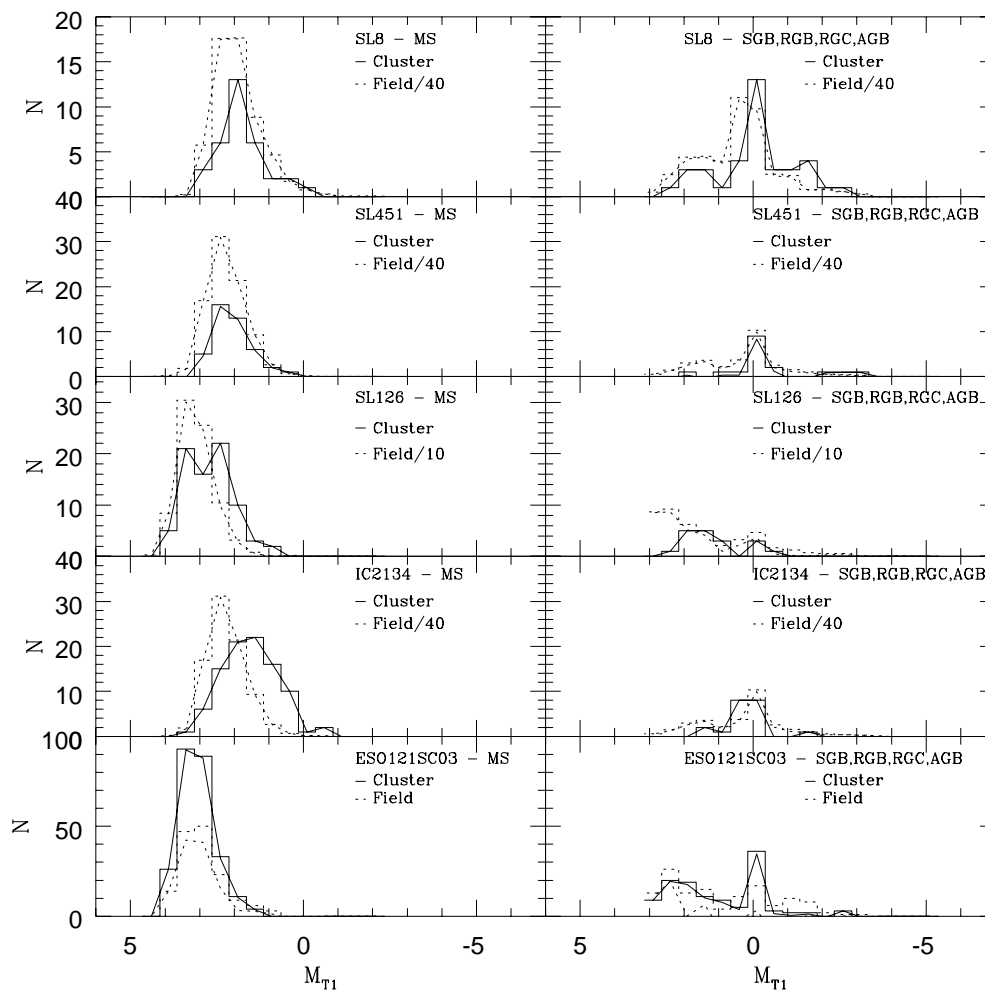 20
15
10
5
N
SL8 - MS
Cluster
Field/40
SL8 - SGB,RGB,RGC,AGB
Cluster
Field/40
40
30
20
10
0
N
SL451 - MS
Cluster
Field/40
SL451 - SGB,RGB,RGC,AGB
Cluster
Field/40
40
30
20
10
N
SL126 - MS
Cluster
Field/10
SL126 - SGB,RGB,RGC,AGB
Cluster
Field/10
40
30
20
10
N
IC2134 - MS
Cluster
Field/40
IC2134 - SGB,RGB,RGC,AGB
Cluster
Field/40
100
50
0
N
ESO121SC03 - MS
Cluster
Field
ESO121SC03 - SGB,RGB,RGC,AGB
Cluster
Field
5 0 -5 5 0 -5
M_T1 M_T1